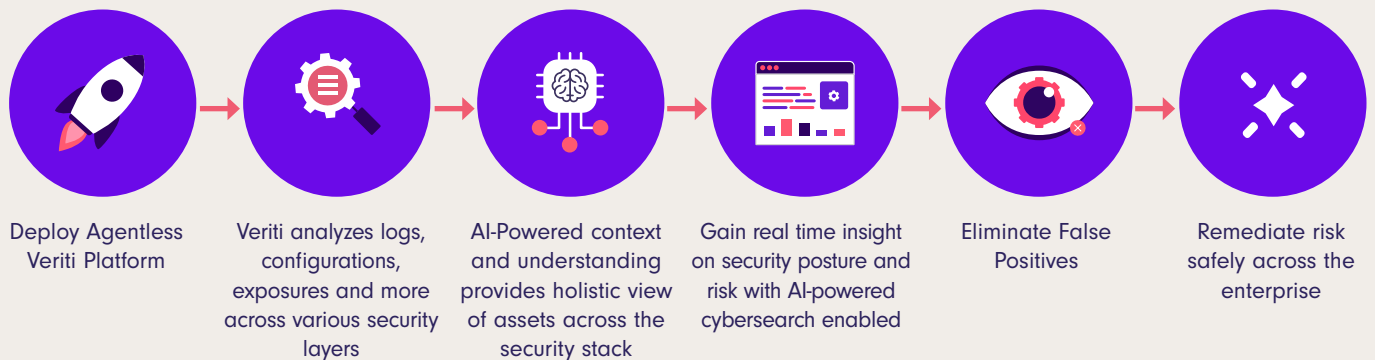 Deploy Agentless
Veriti Platform
Veriti analyzes logs,
configurations,
exposures and more
across various security
layers
AI-Powered context
and understanding
provides holistic view
of assets across the
security stack
Gain real time insight
on security posture and
risk with AI-powered
cybersearch enabled
Eliminate False
Positives
Remediate risk
safely across the
enterprise